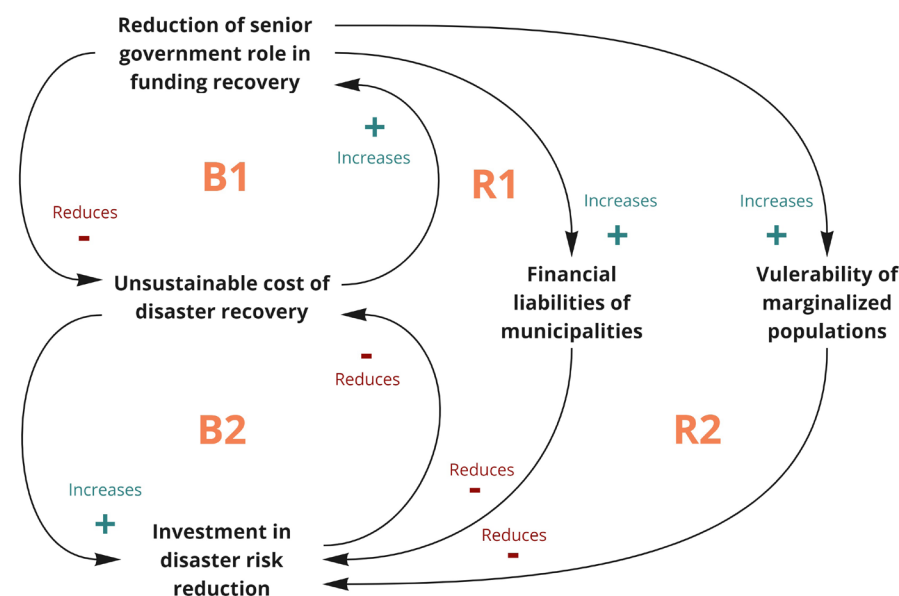 Reduction of senior
government role in
funding recovery
+
Increases
B1
R1
Reduces
-
Increases
+
Increases
+
Unsustainable cost of
disaster recovery
Financial
liabilities of
municipalities
Vulerability of
marginalized
populations
-
Reduces
B2
R2
Increases
+
Reduces
-
Reduces
-
Investment in
disaster risk
reduction